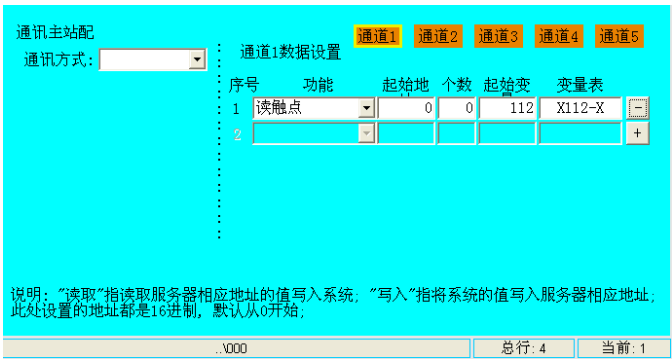 通讯主站配
通讯方式:
通道1 通道2 通道3 通道4 通道5
通道1数据设置
序号 功能 起始地 个数 起始变 变量表
1 读触点 0 0 112 X112-X −
2 +
说明: "读取"指读取服务器相应地址的值写入系统; "写入"指将系统的值写入服务器相应地址;
此处设置的地址都是16进制, 默认从0开始;
..\000 总行: 4 当前: 1